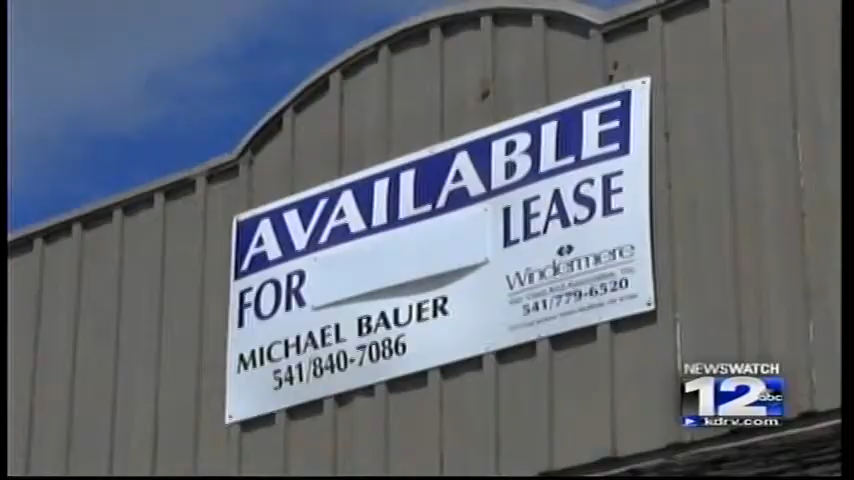 AVAILABLE
FOR LEASE
MICHAEL BAUER
541/840-7086
Windermere
541/779-6520
NEWSWATCH
12 abc
kdrv.com